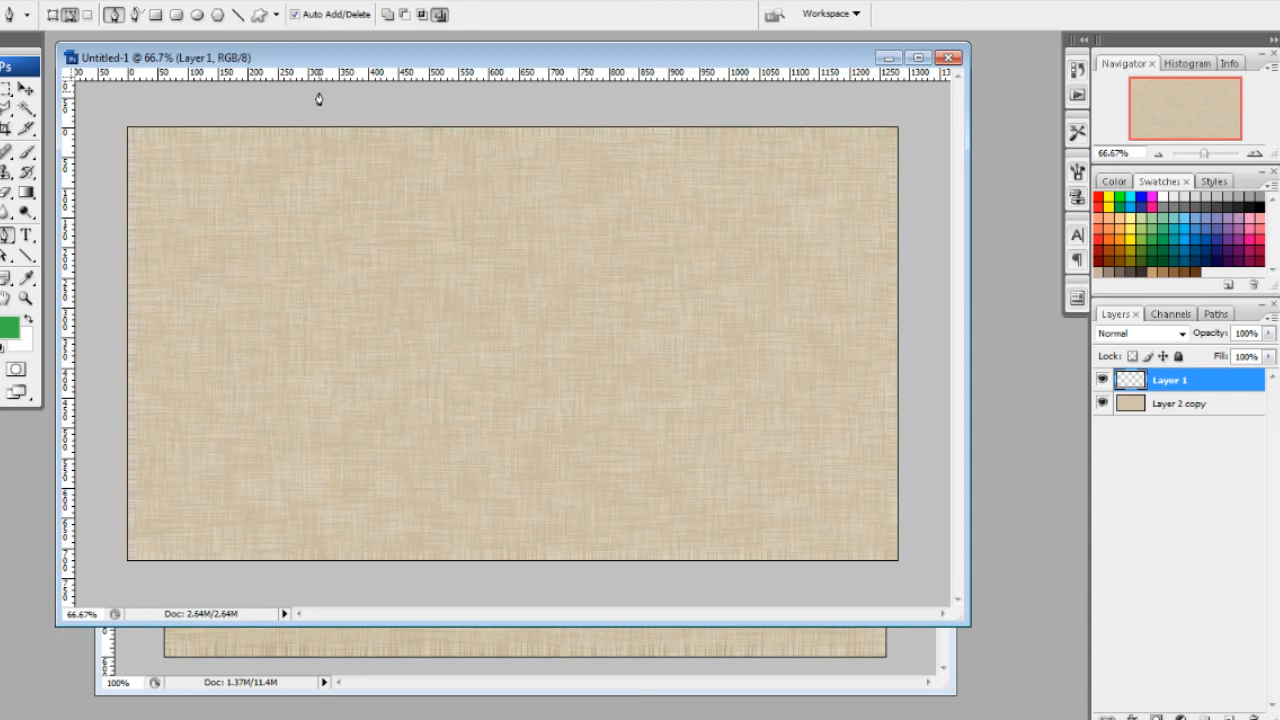 Auto Add/Delete
Workspace
Ps
Untitled-1 @ 66.7% (Layer 1, RGB/8)
50 100 150 200 250 300 350 400 450 500 550 600 650 700 750 800 850 900 950 1000 1050 1100 1150 1200 1250 1300
Navigator × Histogram Info
66.67%
Color Swatches × Styles
Layers × Channels Paths
Normal Opacity: 100%
Lock: Fill: 100%
Layer 1
Layer 2 copy
66.67% Doc: 2.64M/2.64M
100% Doc: 1.37M/11.4M